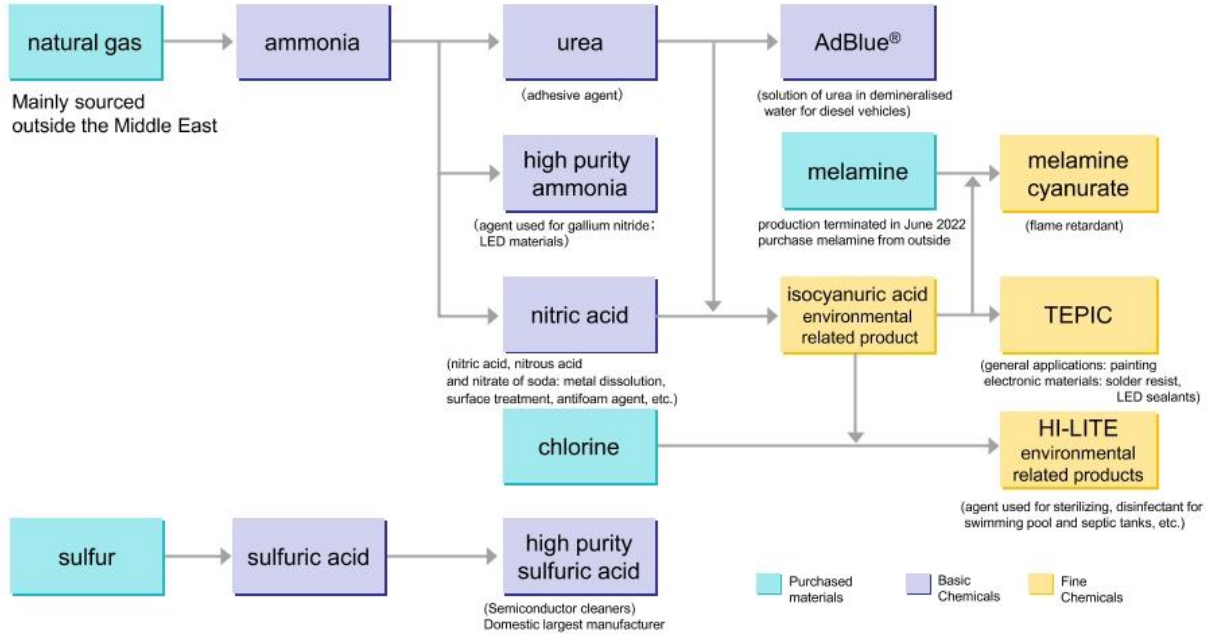 natural gas
ammonia
urea
AdBlue®
Mainly sourced
outside the Middle East
(adhesive agent)
(solution of urea in demineralised
water for diesel vehicles)
high purity
ammonia
melamine
melamine
cyanurate
(agent used for gallium nitride;
LED materials)
production terminated in June 2022
purchase melamine from outside
(flame retardant)
nitric acid
isocyanuric acid
environmental
related product
TEPIC
(nitric acid, nitrous acid
and nitrate of soda: metal dissolution,
surface treatment, antifoam agent, etc.)
(general applications: painting
electronic materials: solder resist,
LED sealants)
chlorine
HI-LITE
environmental
related products
(agent used for sterilizing, disinfectant for
swimming pool and septic tanks, etc.)
sulfur
sulfuric acid
high purity
sulfuric acid
(Semiconductor cleaners)
Domestic largest manufacturer
Purchased
materials
Basic
Chemicals
Fine
Chemicals